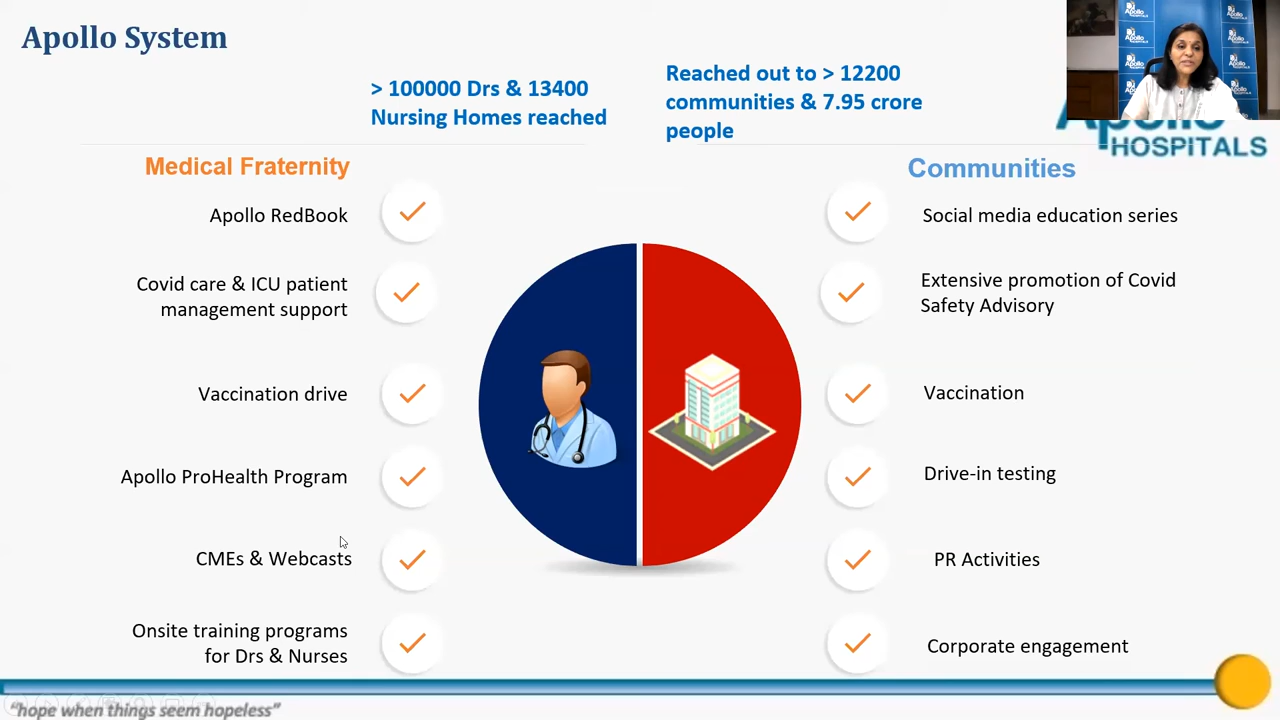 Apollo System
> 100000 Drs & 13400
Nursing Homes reached
Reached out to > 12200
communities & 7.95 crore
people
Apollo
HOSPITALS
Apollo
HOSPITALS
Medical Fraternity
Apollo RedBook
Covid care & ICU patient
management support
Vaccination drive
Apollo ProHealth Program
CMEs & Webcasts
Onsite training programs
for Drs & Nurses
Communities
Social media education series
Extensive promotion of Covid
Safety Advisory
Vaccination
Drive-in testing
PR Activities
Corporate engagement
“hope when things seem hopeless”